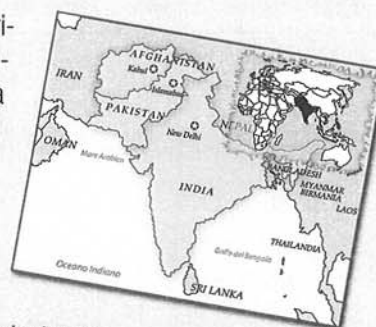 i-
-
a
AFGHANISTAN
Kabul
Islamabad
IRAN
PAKISTAN
New Delhi
NEPAL
OMAN
Mare Arabico
BANGLADESH
INDIA
MYANMAR
BIRMANIA
LAOS
THAILANDIA
Golfo del Bengala
Oceano Indiano
SRI LANKA